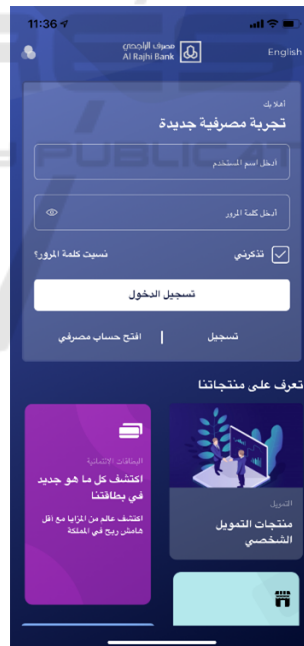 11:36
مصرف الراجحي
Al Rajhi Bank
English
أهلا بك
تجربة مصرفية جديدة
أدخل اسم المستخدم
أدخل كلمة المرور
تذكرني
نسيت كلمة المرور؟
تسجيل الدخول
تسجيل | افتح حساب مصرفي
تعرف على منتجاتنا
البطاقات الائتمانية
اكتشف كل ما هو جديد
في بطاقتنا
اكتشف عالم من المزايا مع أقل
هامش ربح في المملكة
التمويل
منتجات التمويل
الشخصي